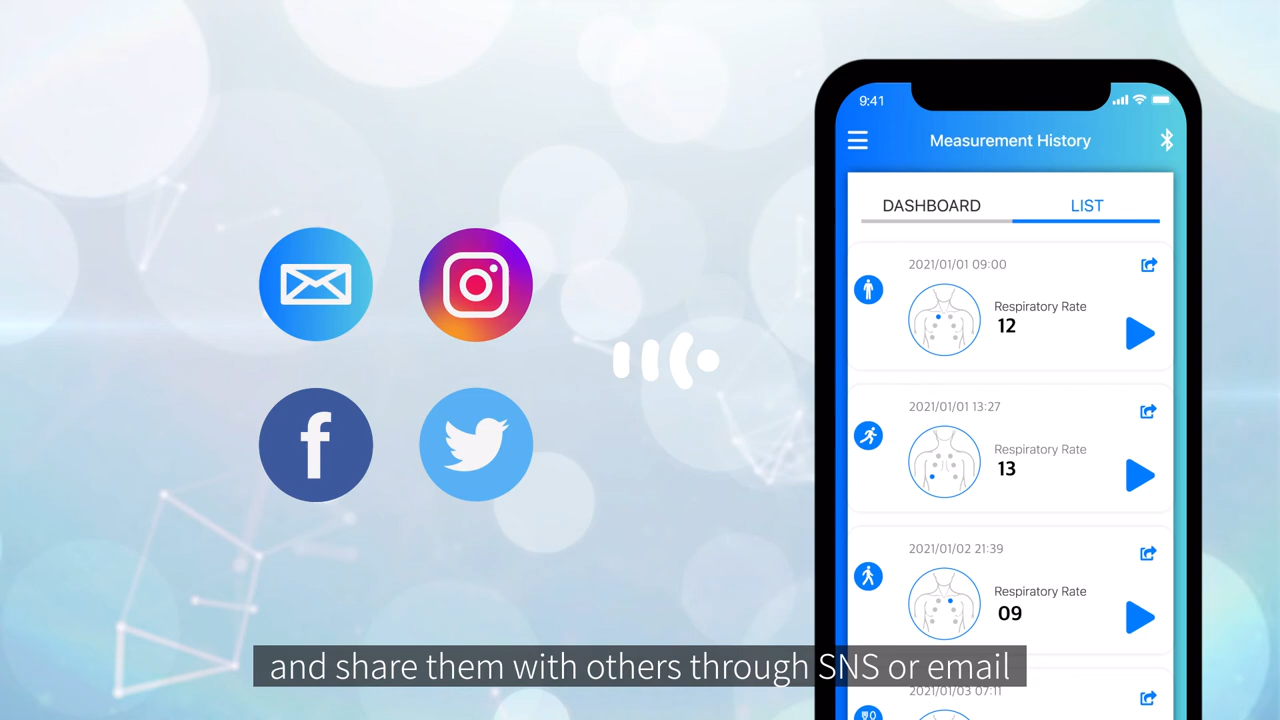 9:41
Measurement History
DASHBOARD
LIST
2021/01/01 09:00
Respiratory Rate
12
2021/01/01 13:27
Respiratory Rate
13
2021/01/02 21:39
Respiratory Rate
09
and share them with others through SNS or email
2021/01/03 07:11